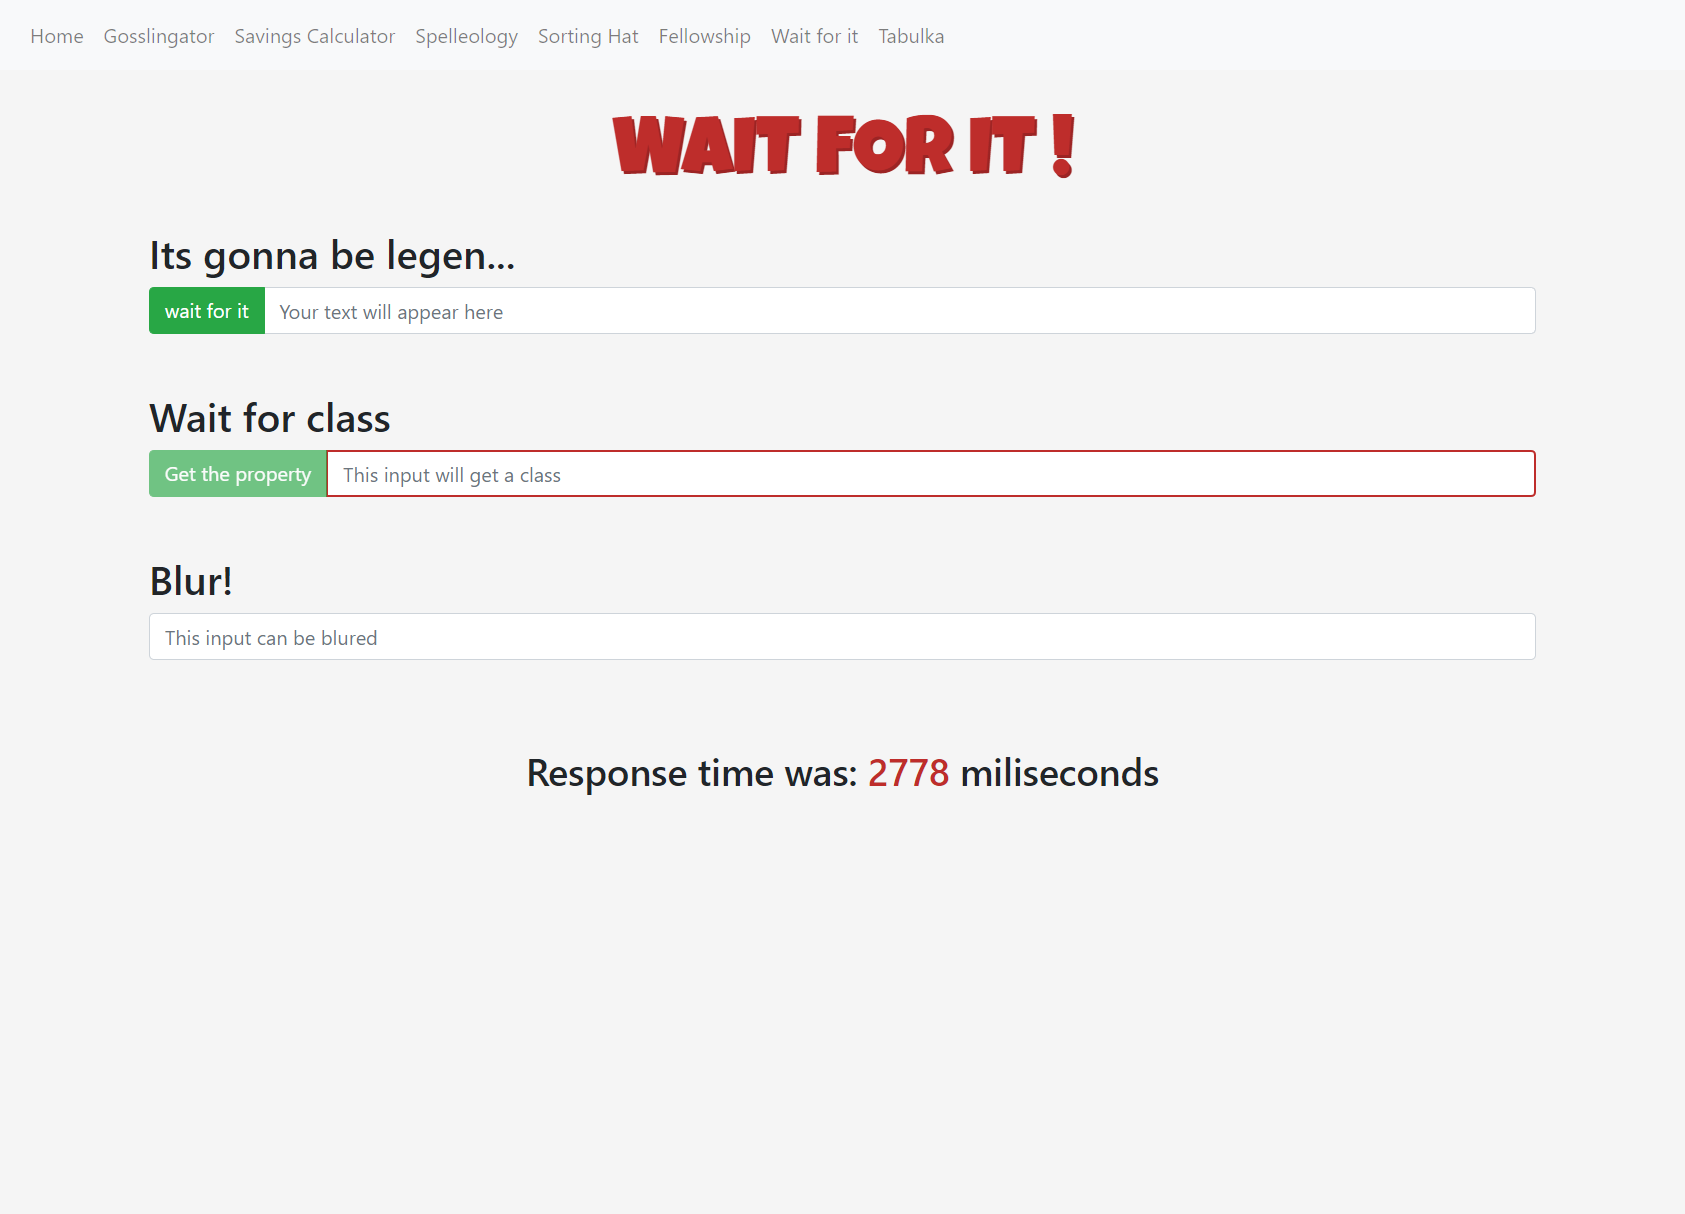 Home Gosslingator Savings Calculator Spelleology Sorting Hat Fellowship Wait for it Tabulka
WAIT FOR IT !
Its gonna be legen...
wait for it Your text will appear here
Wait for class
Get the property This input will get a class
Blur!
This input can be blured
Response time was: 2778 miliseconds